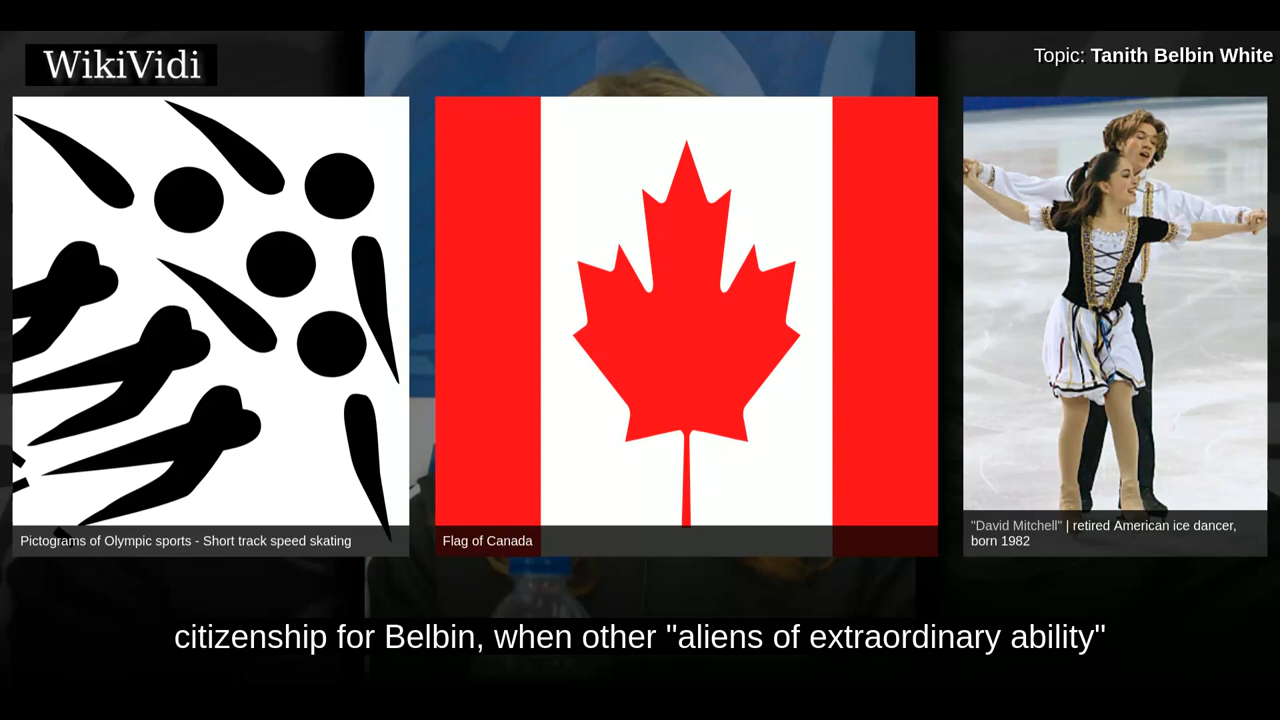 WikiVidi
Topic: Tanith Belbin White
Pictograms of Olympic sports - Short track speed skating
Flag of Canada
"David Mitchell" | retired American ice dancer,
born 1982
citizenship for Belbin, when other "aliens of extraordinary ability"